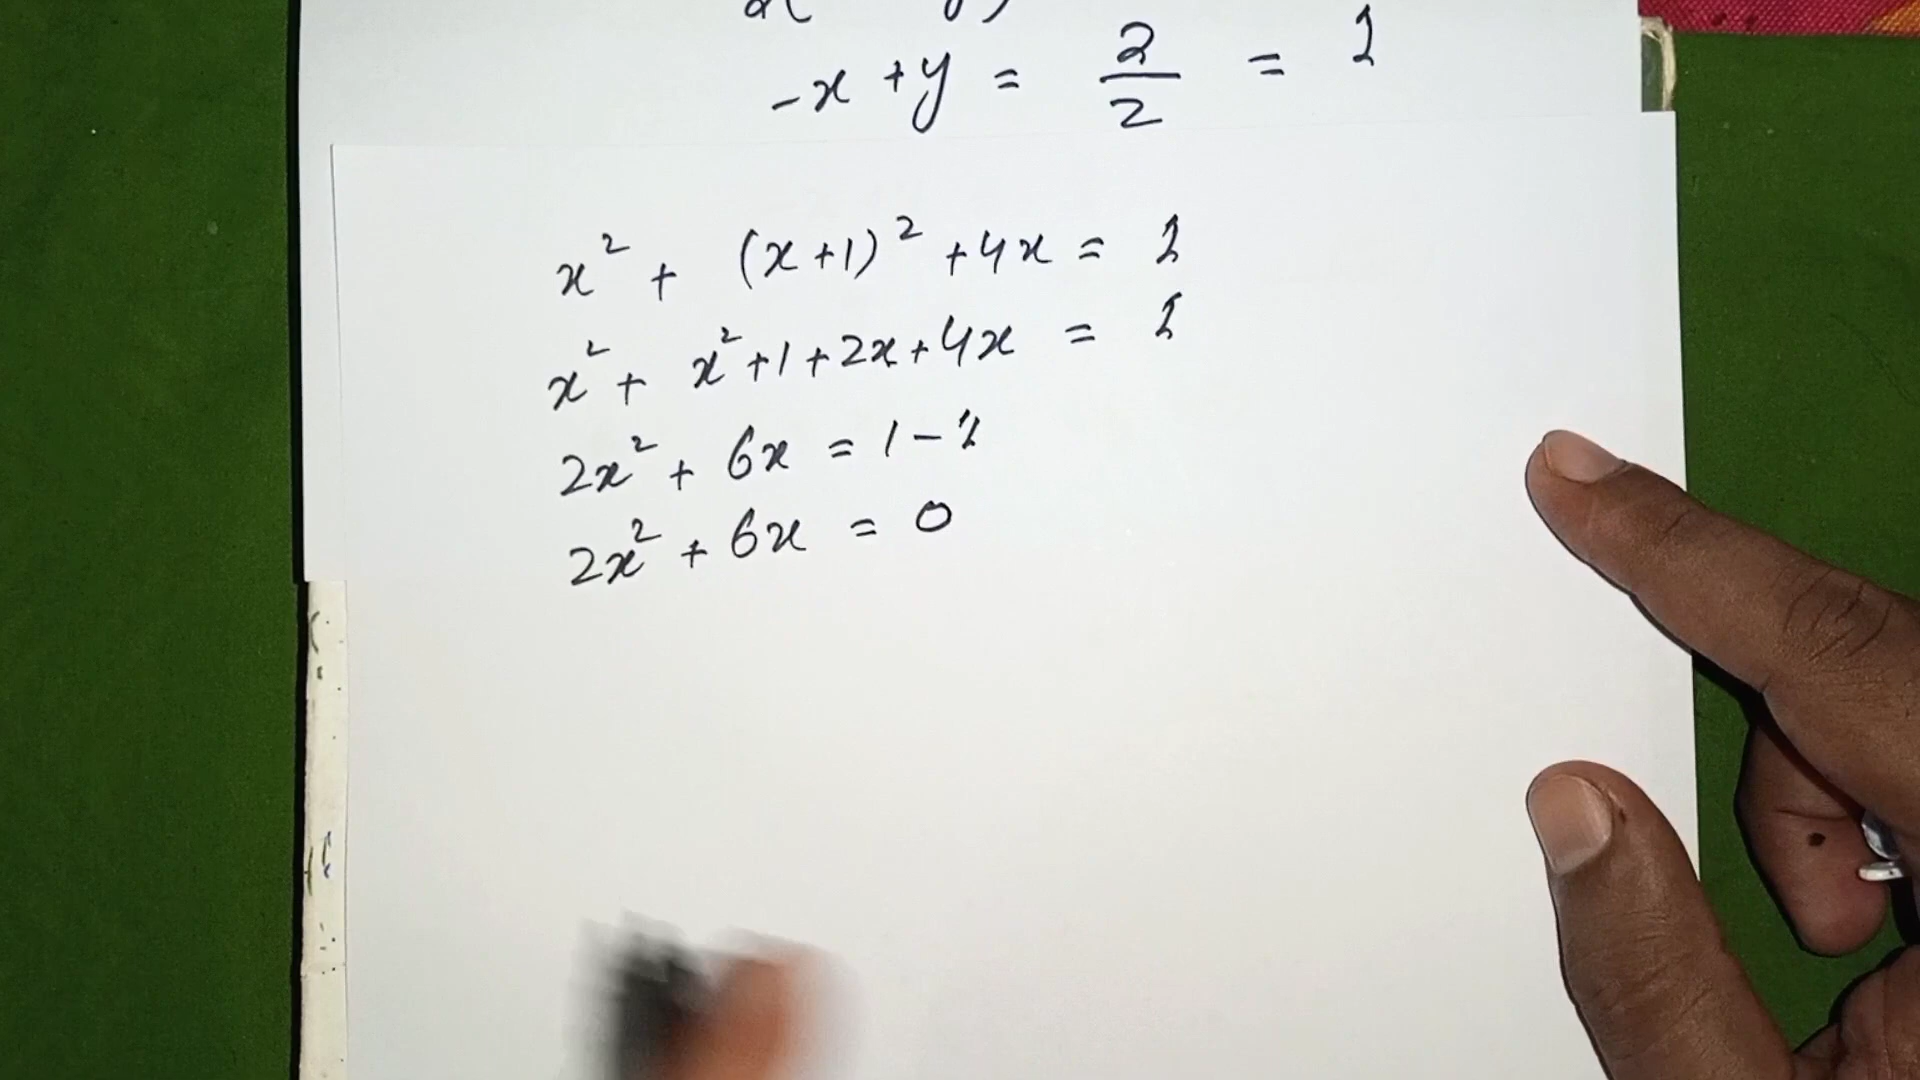 -x + y = 2/2 = 1
x² + (x+1)² + 4x = 1
x² + x² + 1 + 2x + 4x = 1
2x² + 6x = 1 - 1
2x² + 6x = 0